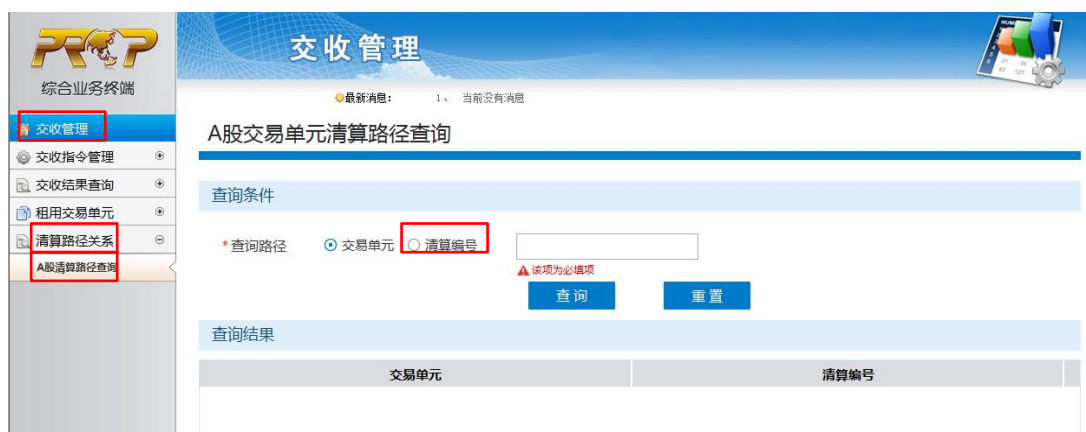 PROP
综合业务终端
交收管理
最新消息： 1、 当前没有消息
交收管理
交收指令管理
交收结果查询
租用交易单元
清算路径关系
A股清算路径查询
A股交易单元清算路径查询
查询条件
*查询路径 交易单元 清算编号
该项为必填项
查询 重置
查询结果
交易单元 清算编号